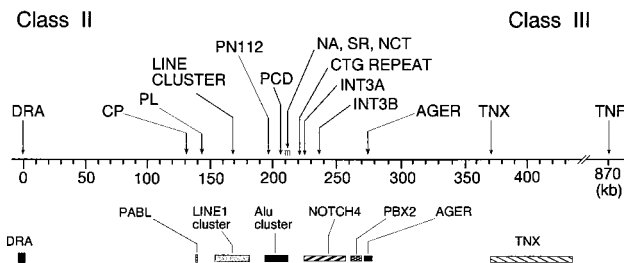 Class II
Class III
PN112
NA, SR, NCT
LINE
CLUSTER
PCD
CTG REPEAT
PL
INT3A
DRA
CP
INT3B
AGER
TNX
TNF
m
0 50 100 150 200 250 300 350 400 870
(kb)
PABL
LINE1
cluster
Alu
cluster
NOTCH4
PBX2
AGER
DRA
TNX